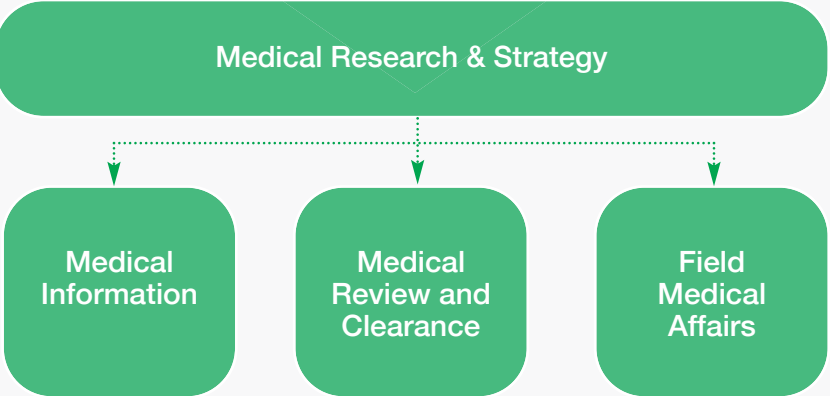 Medical Research & Strategy
Medical
Information
Medical
Review and
Clearance
Field
Medical
Affairs